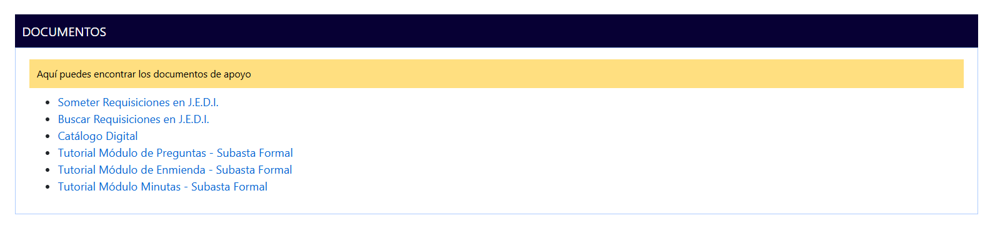 DOCUMENTOS
Aquí puedes encontrar los documentos de apoyo
Someter Requisiciones en J.E.D.I.
Buscar Requisiciones en J.E.D.I.
Catálogo Digital
Tutorial Módulo de Preguntas - Subasta Formal
Tutorial Módulo de Enmienda - Subasta Formal
Tutorial Módulo Minutas - Subasta Formal